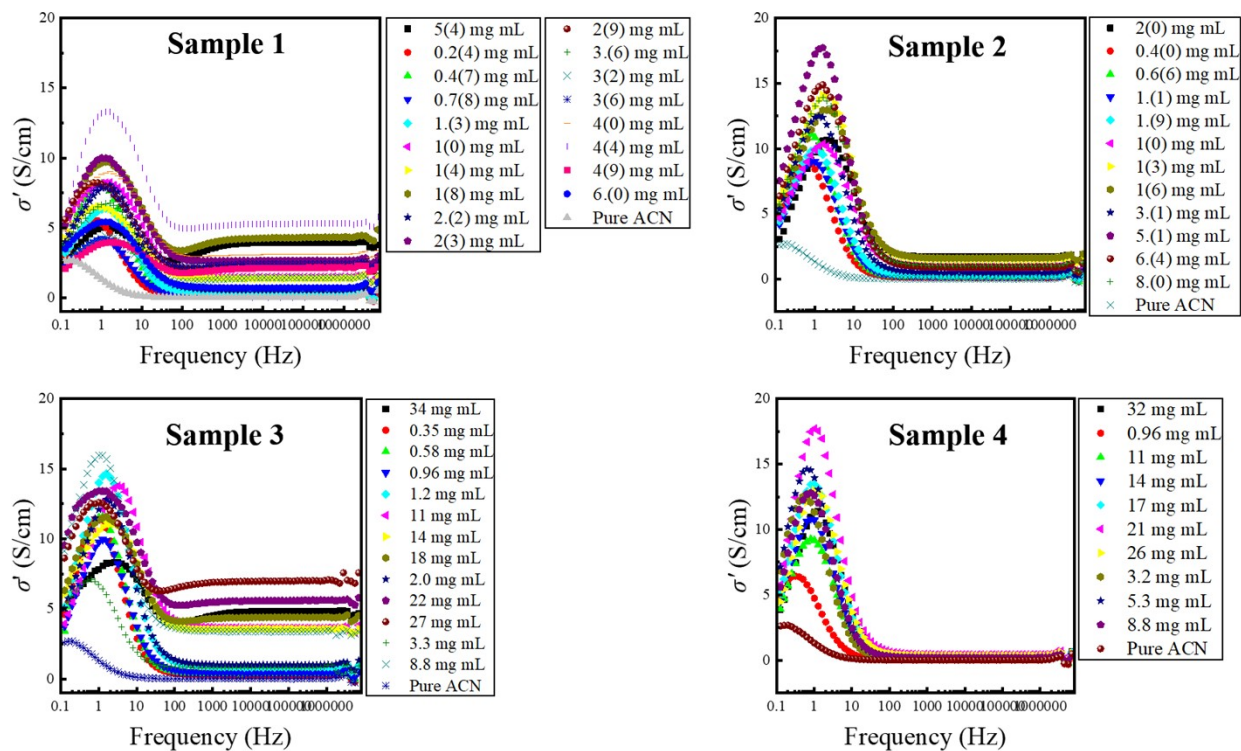 Sample 1
20
15
10
5
0
σ' (S/cm)
0.1 1 10 100 1000 10000 100000 1000000
Frequency (Hz)
5(4) mg mL
0.2(4) mg mL
0.4(7) mg mL
0.7(8) mg mL
1.(3) mg mL
1(0) mg mL
1(4) mg mL
1(8) mg mL
2.(2) mg mL
2(3) mg mL
2(9) mg mL
3.(6) mg mL
3(2) mg mL
3(6) mg mL
4(0) mg mL
4(4) mg mL
4(9) mg mL
6.(0) mg mL
Pure ACN
Sample 2
20
15
10
5
0
σ' (S/cm)
0.1 1 10 100 1000 10000 100000 1000000
Frequency (Hz)
2(0) mg mL
0.4(0) mg mL
0.6(6) mg mL
1.(1) mg mL
1.(9) mg mL
1(0) mg mL
1(3) mg mL
1(6) mg mL
3.(1) mg mL
5.(1) mg mL
6.(4) mg mL
8.(0) mg mL
Pure ACN
Sample 3
20
15
10
5
0
σ' (S/cm)
0.1 1 10 100 1000 10000 100000 1000000
Frequency (Hz)
34 mg mL
0.35 mg mL
0.58 mg mL
0.96 mg mL
1.2 mg mL
11 mg mL
14 mg mL
18 mg mL
2.0 mg mL
22 mg mL
27 mg mL
3.3 mg mL
8.8 mg mL
Pure ACN
Sample 4
20
15
10
5
0
σ' (S/cm)
0.1 1 10 100 1000 10000 100000 1000000
Frequency (Hz)
32 mg mL
0.96 mg mL
11 mg mL
14 mg mL
17 mg mL
21 mg mL
26 mg mL
3.2 mg mL
5.3 mg mL
8.8 mg mL
Pure ACN